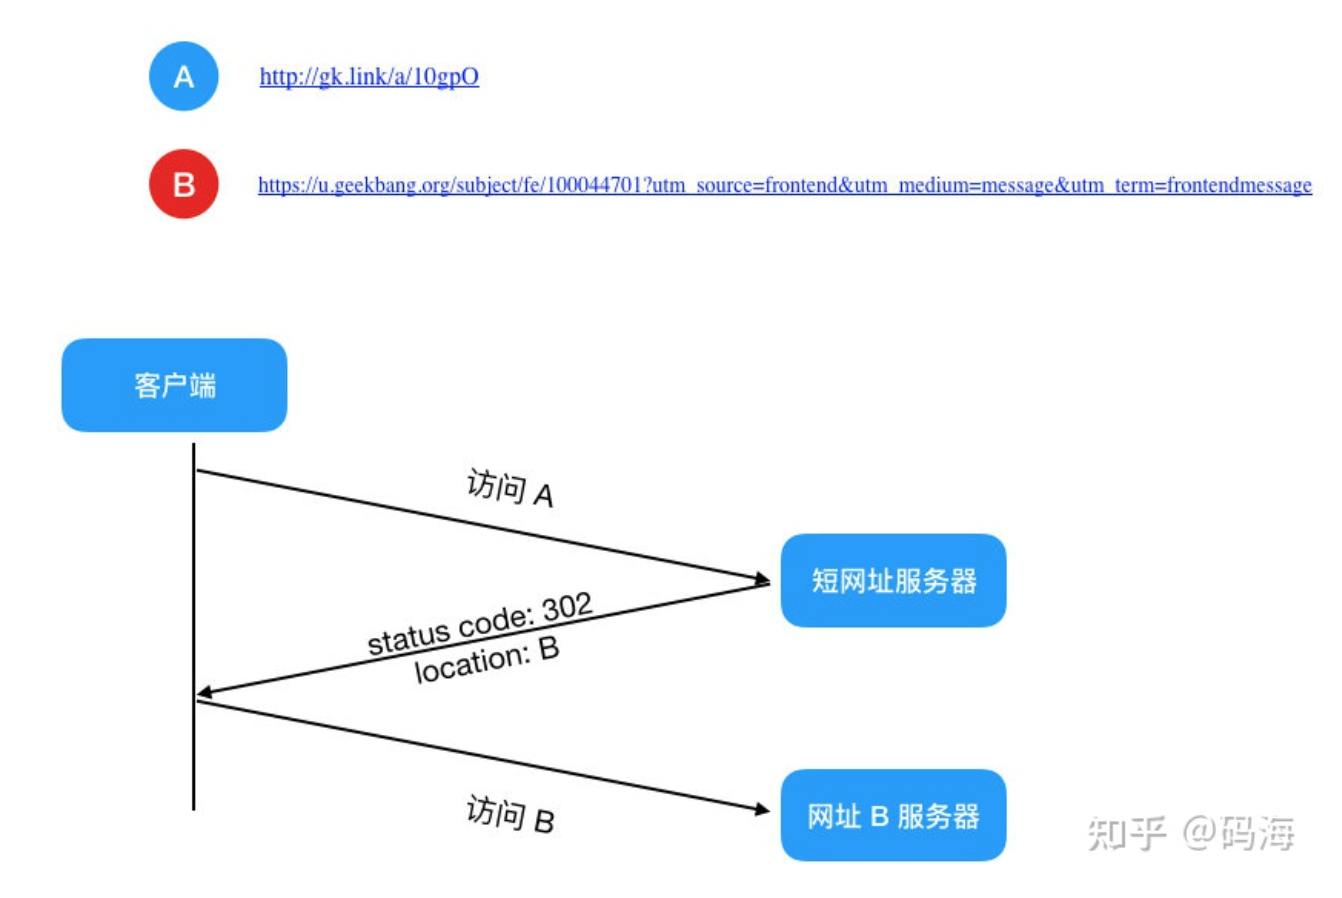 A
http://gk.link/a/10gpO
B
https://u.geekbang.org/subject/fe/100044701?utm_source=frontend&utm_medium=message&utm_term=frontendmessage
客户端
访问 A
短网址服务器
status code: 302
location: B
访问 B
网址 B 服务器
知乎 @码海